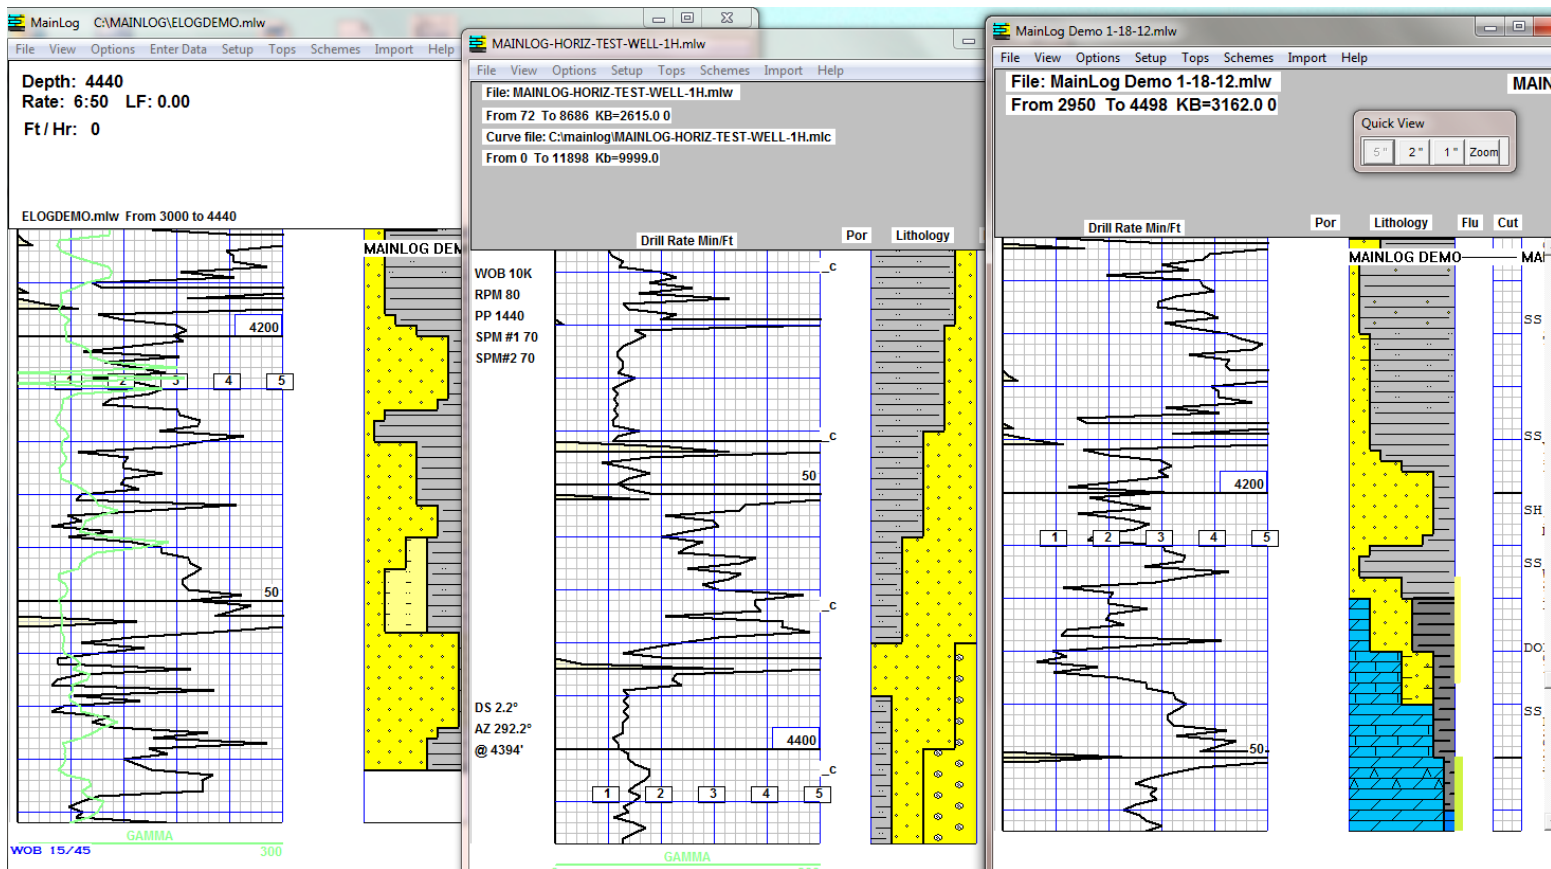 MainLog C:\MAINLOG\ELOGDEMO.mlw
File View Options Enter Data Setup Tops Schemes Import Help
Depth: 4440
Rate: 6:50 LF: 0.00
Ft / Hr: 0
ELOGDEMO.mlw From 3000 to 4440
MAINLOG DEM
4200
1 2 3 4 5
50
GAMMA
WOB 15/45
300
MAINLOG-HORIZ-TEST-WELL-1H.mlw
File View Options Setup Tops Schemes Import Help
File: MAINLOG-HORIZ-TEST-WELL-1H.mlw
From 72 To 8686 KB=2615.0 0
Curve file: C:\mainlog\MAINLOG-HORIZ-TEST-WELL-1H.mlc
From 0 To 11898 Kb=9999.0
Drill Rate Min/Ft Por Lithology
WOB 10K
RPM 80
PP 1440
SPM #1 70
SPM#2 70
_C
_C
50
_C
DS 2.2°
AZ 292.2°
@ 4394'
4400
_C
1 2 3 4 5
GAMMA
MainLog Demo 1-18-12.mlw
File View Options Setup Tops Schemes Import Help
File: MainLog Demo 1-18-12.mlw
MAIN
From 2950 To 4498 KB=3162.0 0
Quick View
5" 2" 1" Zoom
Drill Rate Min/Ft Por Lithology Flu Cut
MAINLOG DEMO MAI
SS
SS
4200
SH
1 2 3 4 5
SS
DO
SS
50